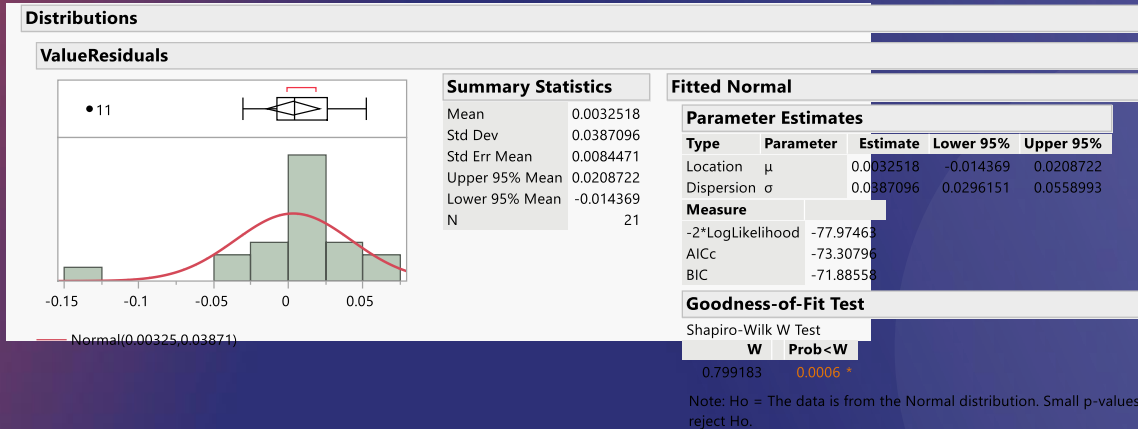 Distributions
ValueResiduals
11
-0.15 -0.1 -0.05 0 0.05
Normal(0.00325,0.03871)
Summary Statistics
Mean 0.0032518
Std Dev 0.0387096
Std Err Mean 0.0084471
Upper 95% Mean 0.0208722
Lower 95% Mean -0.014369
N 21
Fitted Normal
Parameter Estimates
Type Parameter Estimate Lower 95% Upper 95%
Location μ 0.0032518 -0.014369 0.0208722
Dispersion σ 0.0387096 0.0296151 0.0558993
Measure
-2*LogLikelihood -77.97463
AICc -73.30796
BIC -71.88558
Goodness-of-Fit Test
Shapiro-Wilk W Test
W Prob<W
0.799183 0.0006 *
Note: Ho = The data is from the Normal distribution. Small p-values
reject Ho.